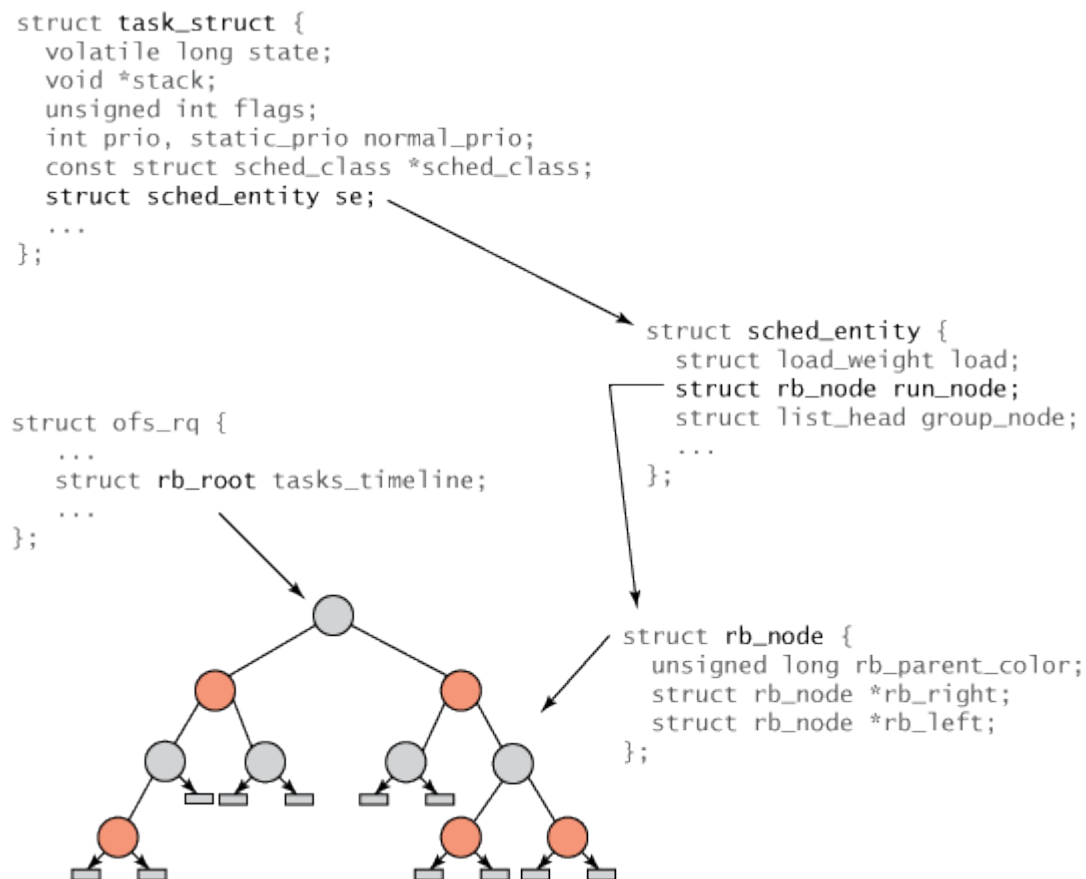 struct task_struct {
volatile long state;
void *stack;
unsigned int flags;
int prio, static_prio normal_prio;
const struct sched_class *sched_class;
struct sched_entity se;
...
};
struct sched_entity {
struct load_weight load;
struct rb_node run_node;
struct list_head group_node;
...
};
struct ofs_rq {
...
struct rb_root tasks_timeline;
...
};
struct rb_node {
unsigned long rb_parent_color;
struct rb_node *rb_right;
struct rb_node *rb_left;
};